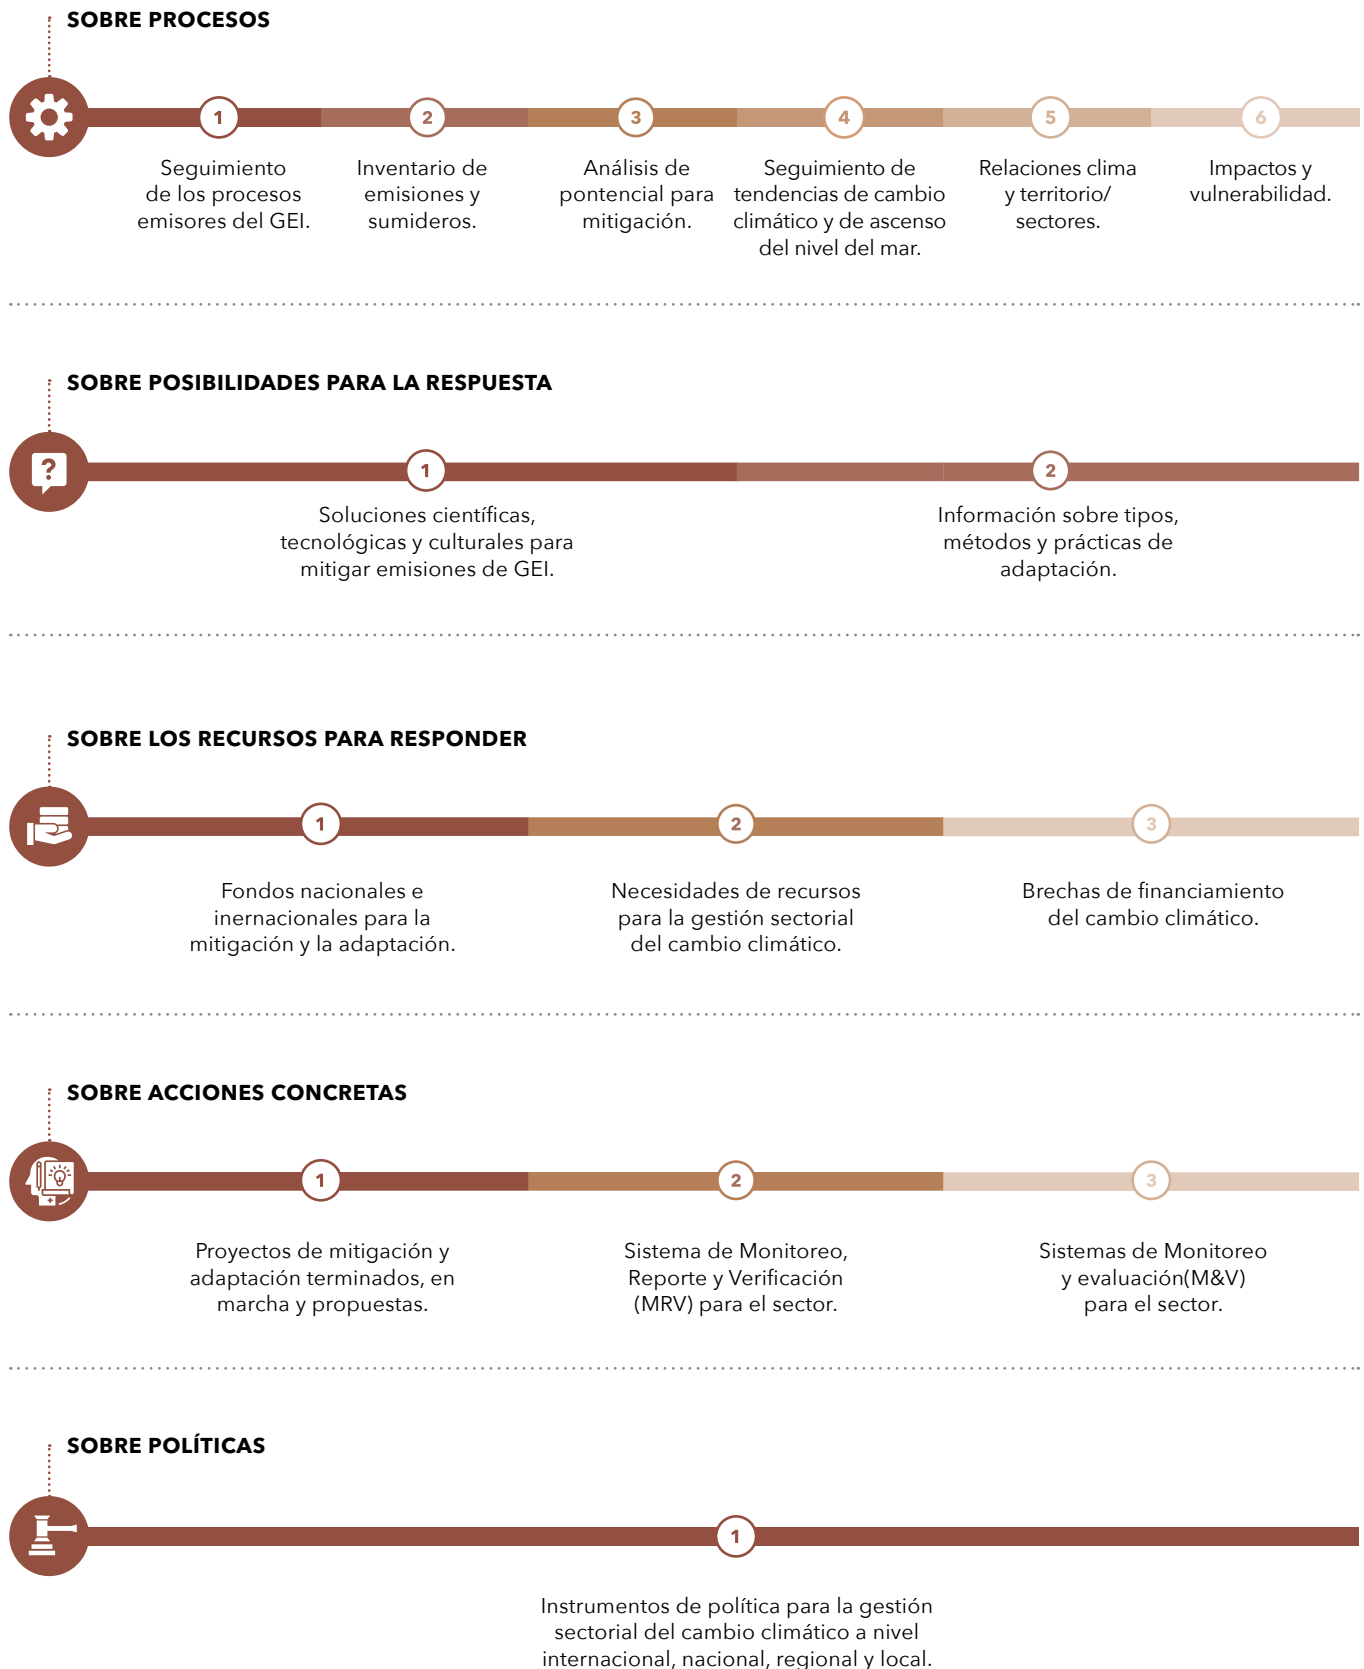 SOBRE PROCESOS
1
2
3
4
5
6
Seguimiento
de los procesos
emisores del GEI.
Inventario de
emisiones y
sumideros.
Análisis de
pontencial para
mitigación.
Seguimiento de
tendencias de cambio
climático y de ascenso
del nivel del mar.
Relaciones clima
y territorio/
sectores.
Impactos y
vulnerabilidad.
SOBRE POSIBILIDADES PARA LA RESPUESTA
?
1
2
Soluciones científicas,
tecnológicas y culturales para
mitigar emisiones de GEI.
Información sobre tipos,
métodos y prácticas de
adaptación.
SOBRE LOS RECURSOS PARA RESPONDER
1
2
3
Fondos nacionales e
inernacionales para la
mitigación y la adaptación.
Necesidades de recursos
para la gestión sectorial
del cambio climático.
Brechas de financiamiento
del cambio climático.
SOBRE ACCIONES CONCRETAS
1
2
3
Proyectos de mitigación y
adaptación terminados, en
marcha y propuestas.
Sistema de Monitoreo,
Reporte y Verificación
(MRV) para el sector.
Sistemas de Monitoreo
y evaluación(M&V)
para el sector.
SOBRE POLÍTICAS
1
Instrumentos de política para la gestión
sectorial del cambio climático a nivel
internacional, nacional, regional y local.